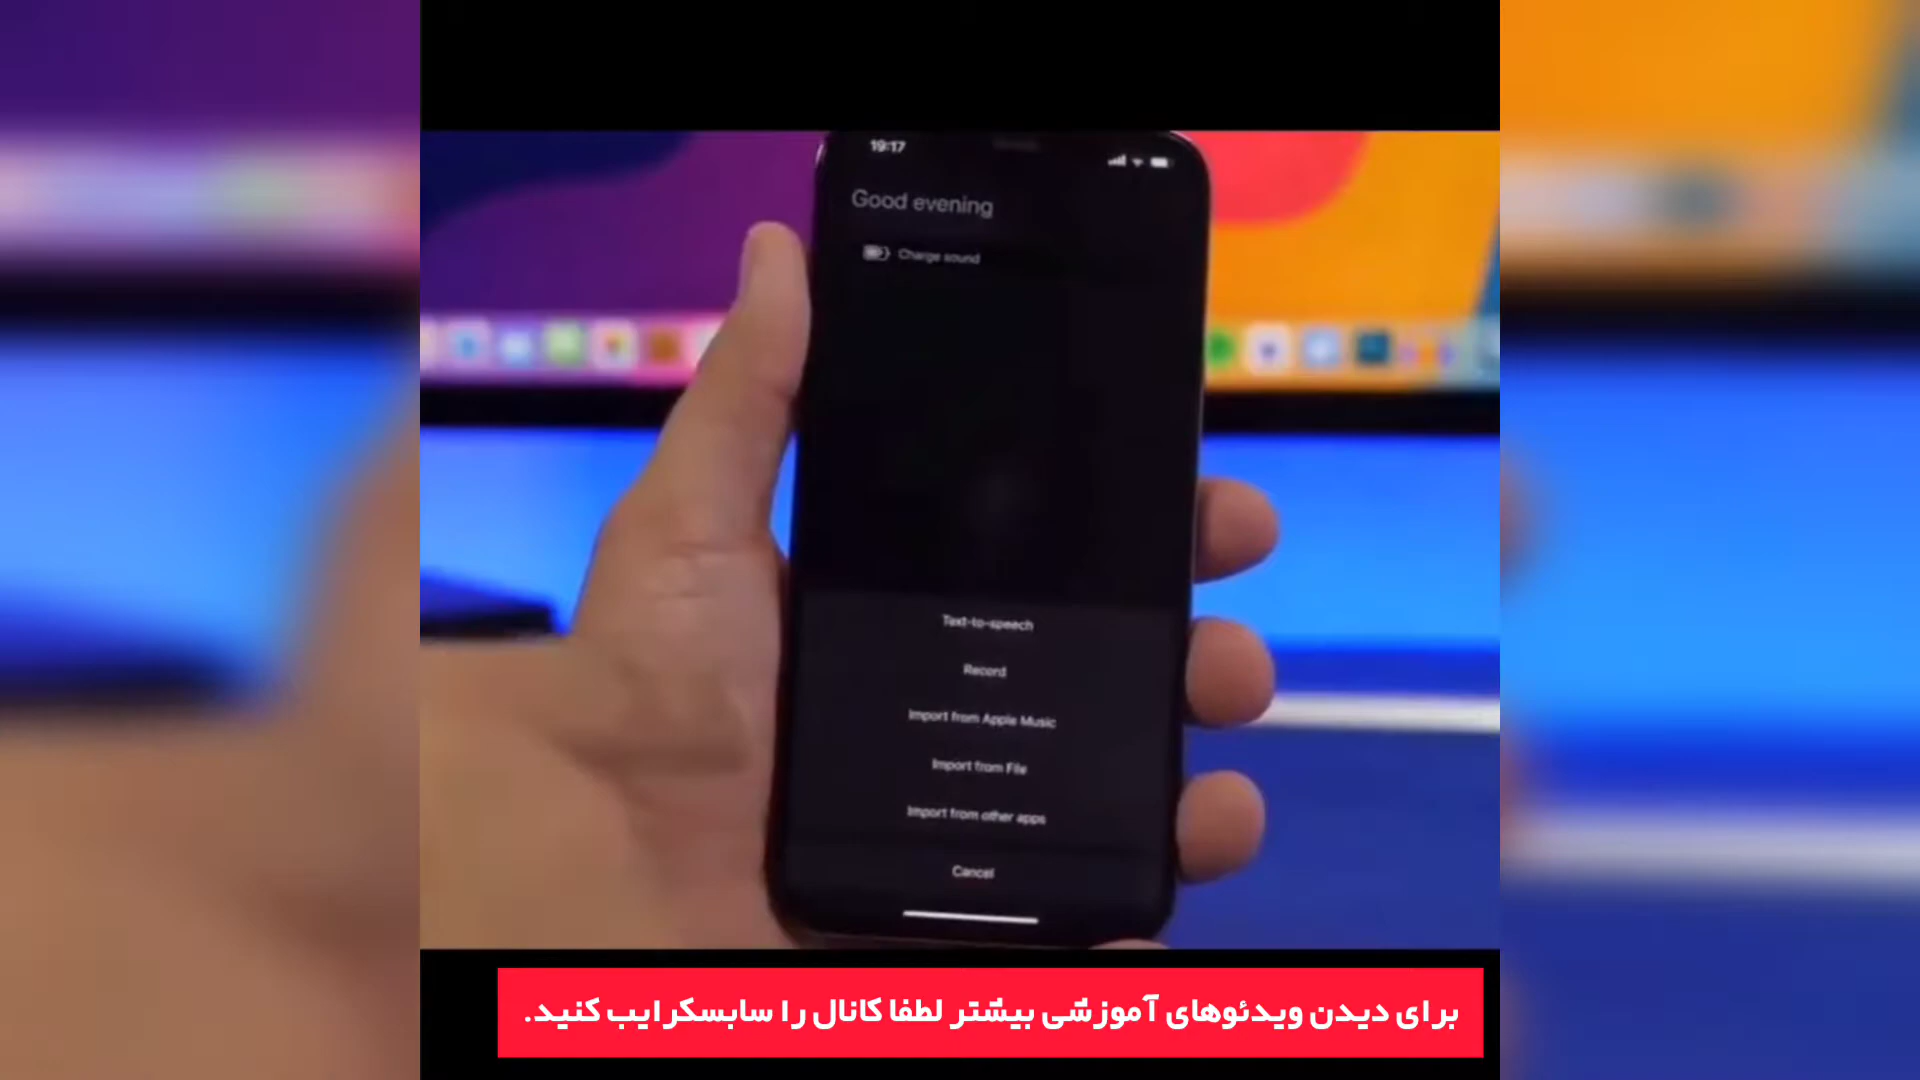 19:17
Good evening
Charge sound
Text-to-speech
Record
Import from Apple Music
Import from File
Import from other apps
Cancel
برای دیدن ویدئوهای آموزشی بیشتر لطفا کانال را سابسکرایب کنید.